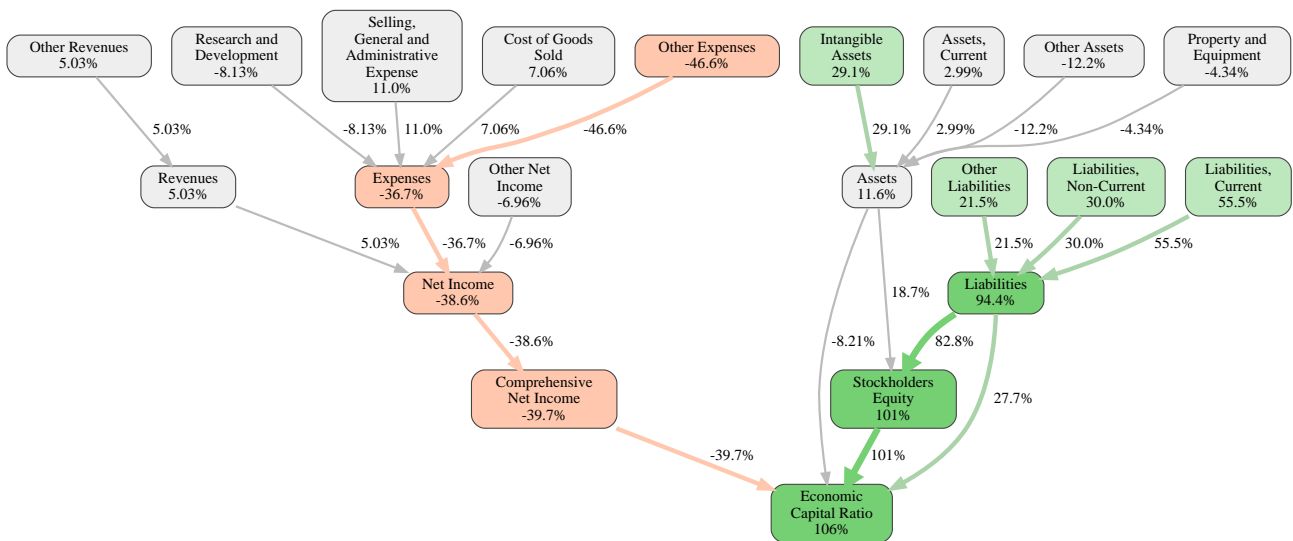 Other Revenues
5.03%
Research and
Development
-8.13%
Selling,
General and
Administrative
Expense
11.0%
Cost of Goods
Sold
7.06%
Other Expenses
-46.6%
Intangible
Assets
29.1%
Assets,
Current
2.99%
Other Assets
-12.2%
Property and
Equipment
-4.34%
5.03%
-8.13%
11.0%
7.06%
-46.6%
29.1%
2.99%
-12.2%
-4.34%
Revenues
5.03%
Expenses
-36.7%
Other Net
Income
-6.96%
Assets
11.6%
Other
Liabilities
21.5%
Liabilities,
Non-Current
30.0%
Liabilities,
Current
55.5%
5.03%
-36.7%
-6.96%
21.5%
30.0%
55.5%
Net Income
-38.6%
18.7%
Liabilities
94.4%
-38.6%
-8.21%
82.8%
Comprehensive
Net Income
-39.7%
Stockholders
Equity
101%
27.7%
-39.7%
101%
Economic
Capital Ratio
106%